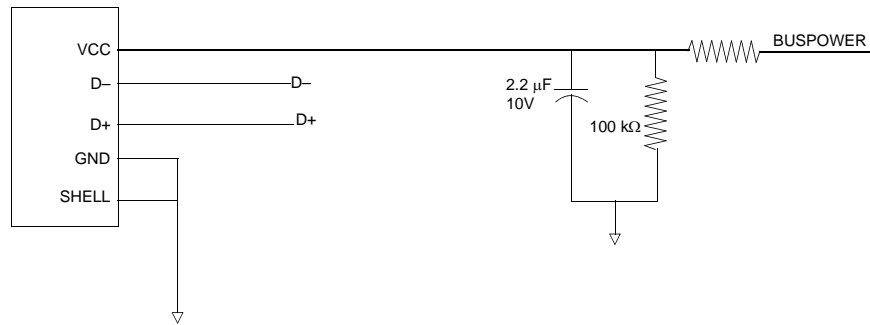 VCC
BUSPOWER
D–
D–
2.2 μF
10V
D+
D+
100 kΩ
GND
SHELL